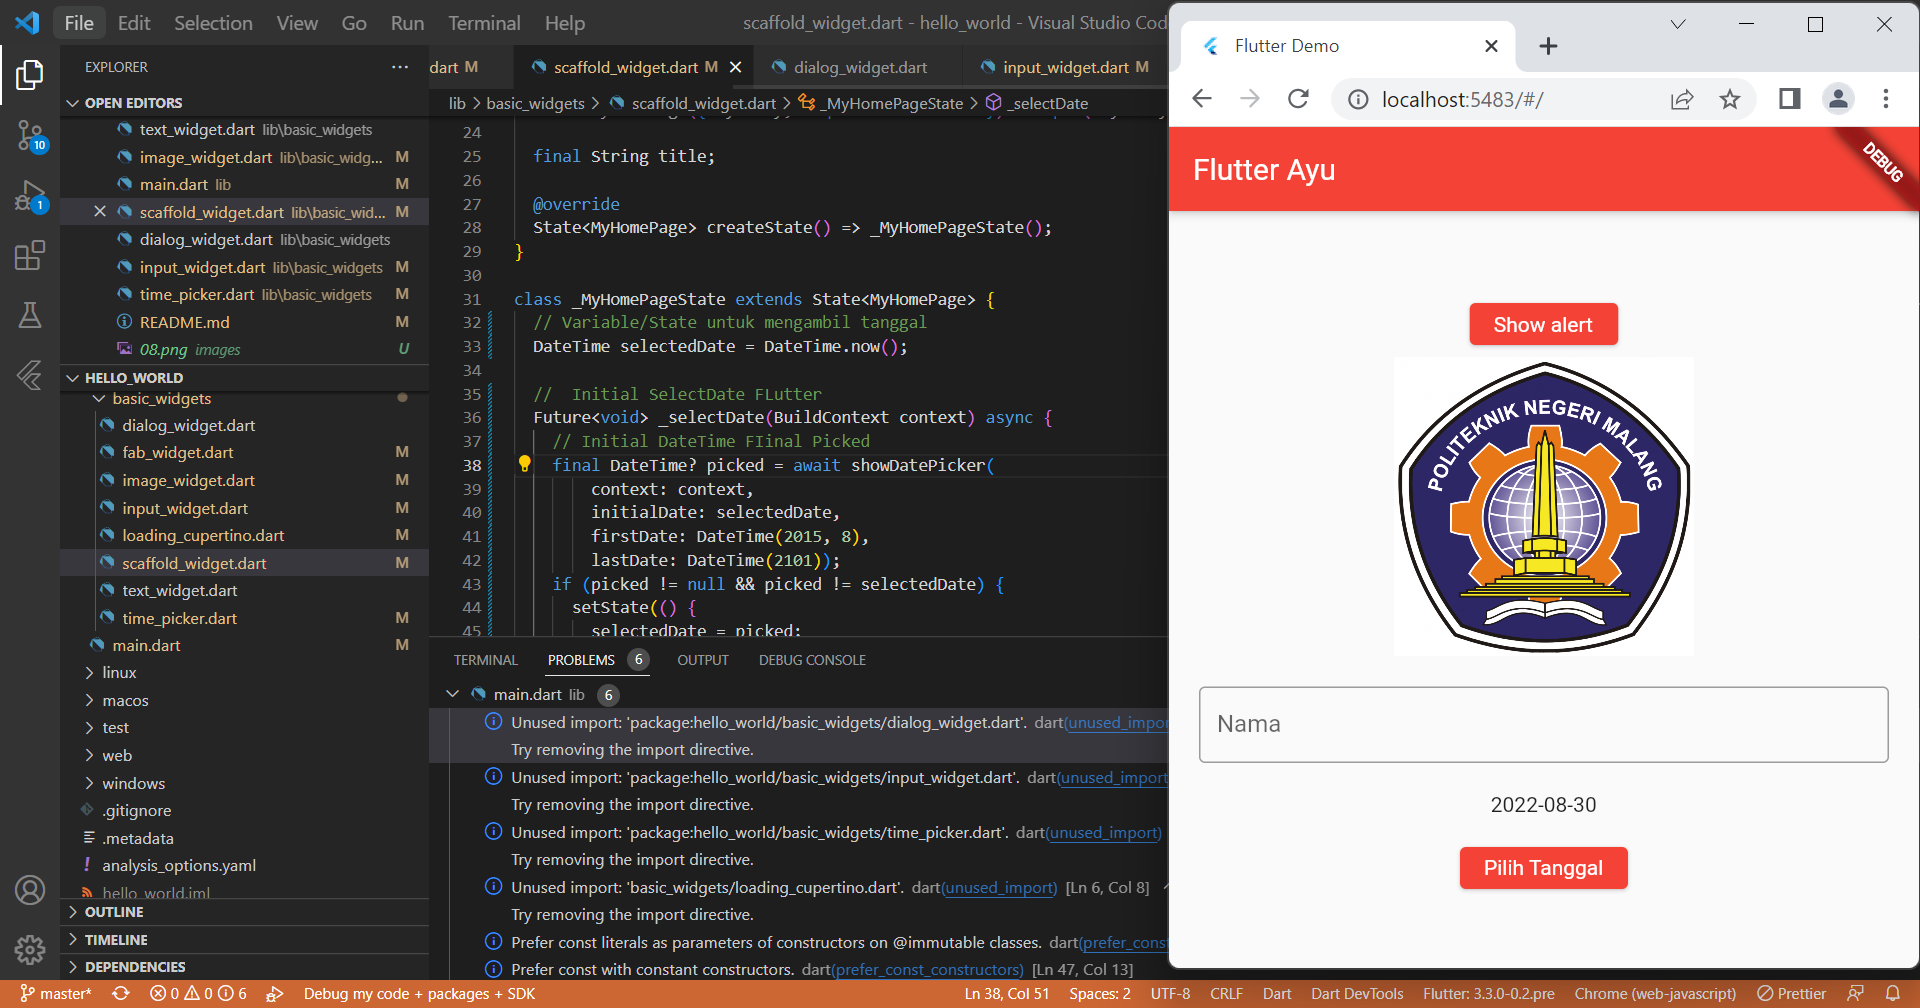 File Edit Selection View Go Run Terminal Help scaffold_widget.dart - hello_world - Visual Studio Cod
EXPLORER
OPEN EDITORS
text_widget.dart lib\basic_widgets
image_widget.dart lib\basic_widg... M
main.dart lib M
scaffold_widget.dart lib\basic_wid... M
dialog_widget.dart lib\basic_widgets
input_widget.dart lib\basic_widgets M
time_picker.dart lib\basic_widgets M
README.md M
08.png images U
HELLO_WORLD
basic_widgets
dialog_widget.dart
fab_widget.dart M
image_widget.dart M
input_widget.dart M
loading_cupertino.dart M
scaffold_widget.dart M
text_widget.dart
time_picker.dart M
main.dart M
linux
macos
test
web
windows
.gitignore
.metadata
analysis_options.yaml
hello_world.iml
OUTLINE
TIMELINE
DEPENDENCIES
10
1
dart M scaffold_widget.dart M dialog_widget.dart input_widget.dart M
lib > basic_widgets > scaffold_widget.dart > _MyHomePageState > _selectDate
24
25 final String title;
26
27 @override
28 State<MyHomePage> createState() => _MyHomePageState();
29 }
30
31 class _MyHomePageState extends State<MyHomePage> {
32 // Variable/State untuk mengambil tanggal
33 DateTime selectedDate = DateTime.now();
34
35 //  Initial SelectDate FLutter
36 Future<void> _selectDate(BuildContext context) async {
37 // Initial DateTime FIinal Picked
38 final DateTime? picked = await showDatePicker(
39 context: context,
40 initialDate: selectedDate,
41 firstDate: DateTime(2015, 8),
42 lastDate: DateTime(2101));
43 if (picked != null && picked != selectedDate) {
44 setState(() {
45 selectedDate = picked;
TERMINAL PROBLEMS 6 OUTPUT DEBUG CONSOLE
main.dart lib 6
Unused import: 'package:hello_world/basic_widgets/dialog_widget.dart'. dart(unused_impor
Try removing the import directive.
Unused import: 'package:hello_world/basic_widgets/input_widget.dart'. dart(unused_import
Try removing the import directive.
Unused import: 'package:hello_world/basic_widgets/time_picker.dart'. dart(unused_import)
Try removing the import directive.
Unused import: 'basic_widgets/loading_cupertino.dart'. dart(unused_import) [Ln 6, Col 8]
Try removing the import directive.
Prefer const literals as parameters of constructors on @immutable classes. dart(prefer_cons
Prefer const with constant constructors. dart(prefer_const_constructors) [Ln 47, Col 13]
master* 0 0 6 Debug my code + packages + SDK Ln 38, Col 51 Spaces: 2 UTF-8 CRLF Dart Dart DevTools Flutter: 3.3.0-0.2.pre Chrome (web-javascript) Prettier
Flutter Demo
localhost:5483/#/
Flutter Ayu
DEBUG
Show alert
POLITEKNIK NEGERI MALANG
Nama
2022-08-30
Pilih Tanggal